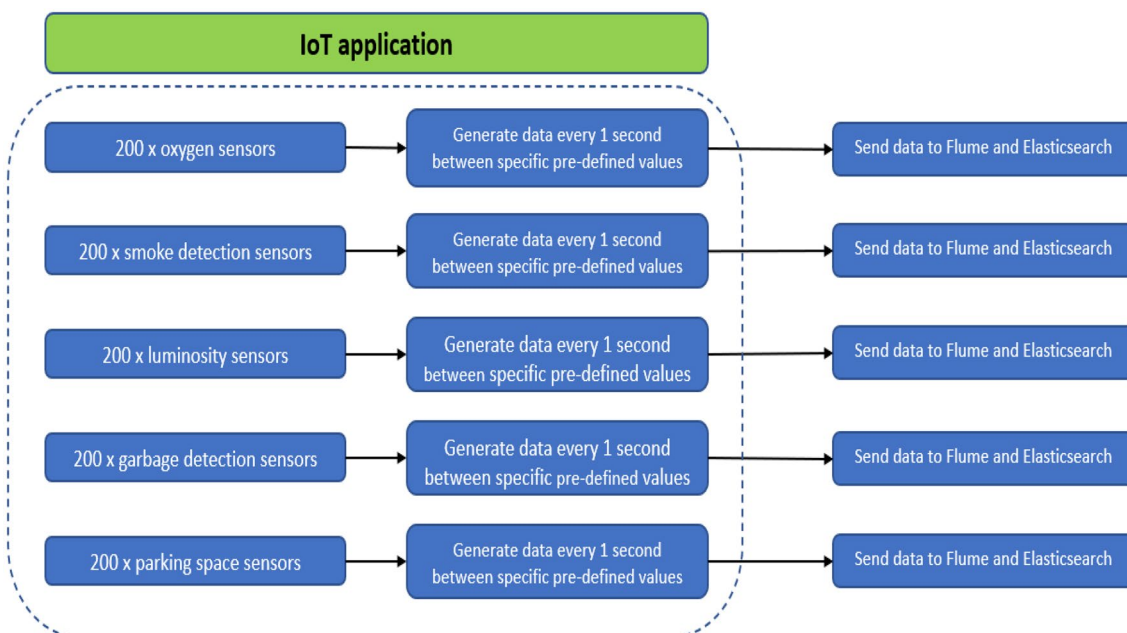 IoT application
200 x oxygen sensors
Generate data every 1 second
between specific pre-defined values
Send data to Flume and Elasticsearch
200 x smoke detection sensors
Generate data every 1 second
between specific pre-defined values
Send data to Flume and Elasticsearch
200 x luminosity sensors
Generate data every 1 second
between specific pre-defined values
Send data to Flume and Elasticsearch
200 x garbage detection sensors
Generate data every 1 second
between specific pre-defined values
Send data to Flume and Elasticsearch
200 x parking space sensors
Generate data every 1 second
between specific pre-defined values
Send data to Flume and Elasticsearch